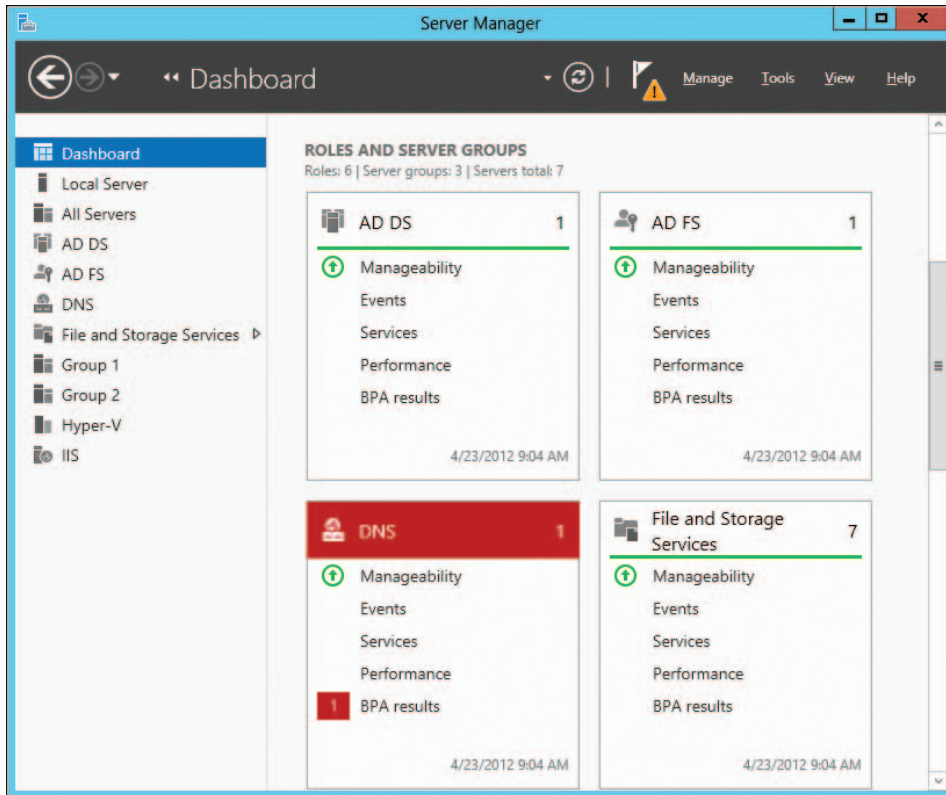 Server Manager
Dashboard
Manage Tools View Help
Dashboard
Local Server
All Servers
AD DS
AD FS
DNS
File and Storage Services
Group 1
Group 2
Hyper-V
IIS
ROLES AND SERVER GROUPS
Roles: 6 | Server groups: 3 | Servers total: 7
AD DS 1
Manageability
Events
Services
Performance
BPA results
4/23/2012 9:04 AM
AD FS 1
Manageability
Events
Services
Performance
BPA results
4/23/2012 9:04 AM
DNS 1
Manageability
Events
Services
Performance
1 BPA results
4/23/2012 9:04 AM
File and Storage
Services 7
Manageability
Events
Services
Performance
BPA results
4/23/2012 9:04 AM